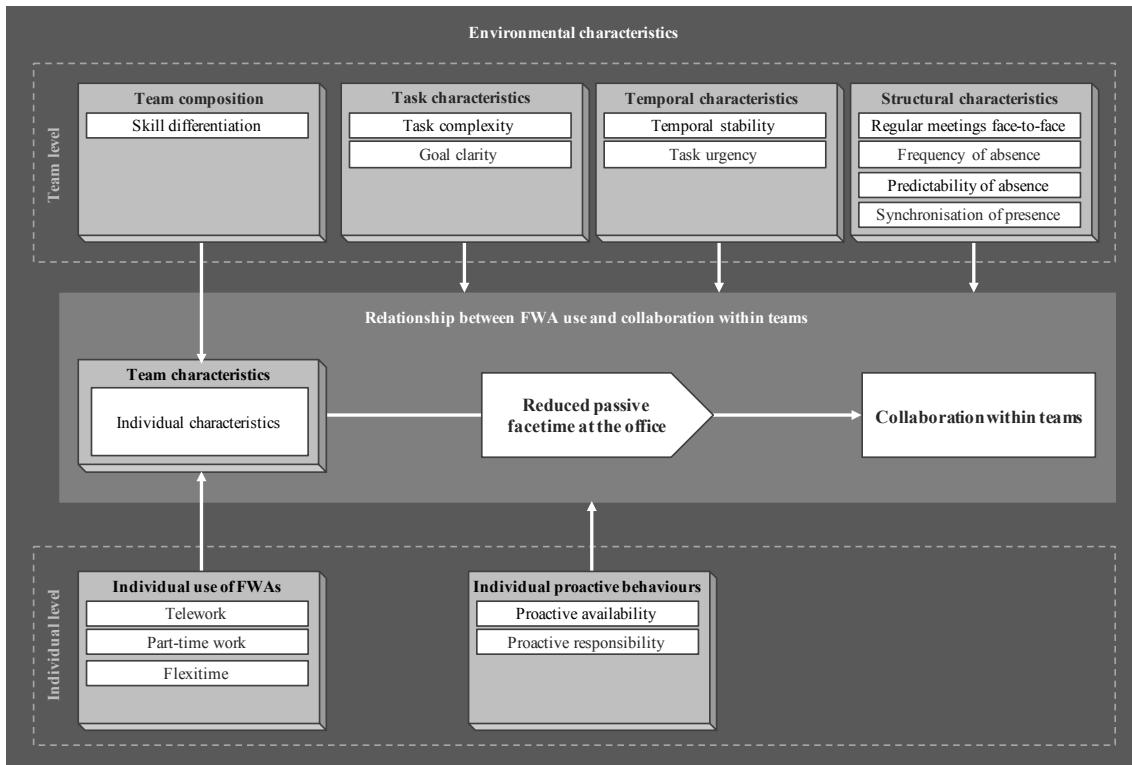 Environmental characteristics
Team level
Team composition
Skill differentiation
Task characteristics
Task complexity
Goal clarity
Temporal characteristics
Temporal stability
Task urgency
Structural characteristics
Regular meetings face-to-face
Frequency of absence
Predictability of absence
Synchronisation of presence
Relationship between FWA use and collaboration within teams
Team characteristics
Individual characteristics
Reduced passive
facetime at the office
Collaboration within teams
Individual level
Individual use of FWAs
Telework
Part-time work
Flexitime
Individual proactive behaviours
Proactive availability
Proactive responsibility